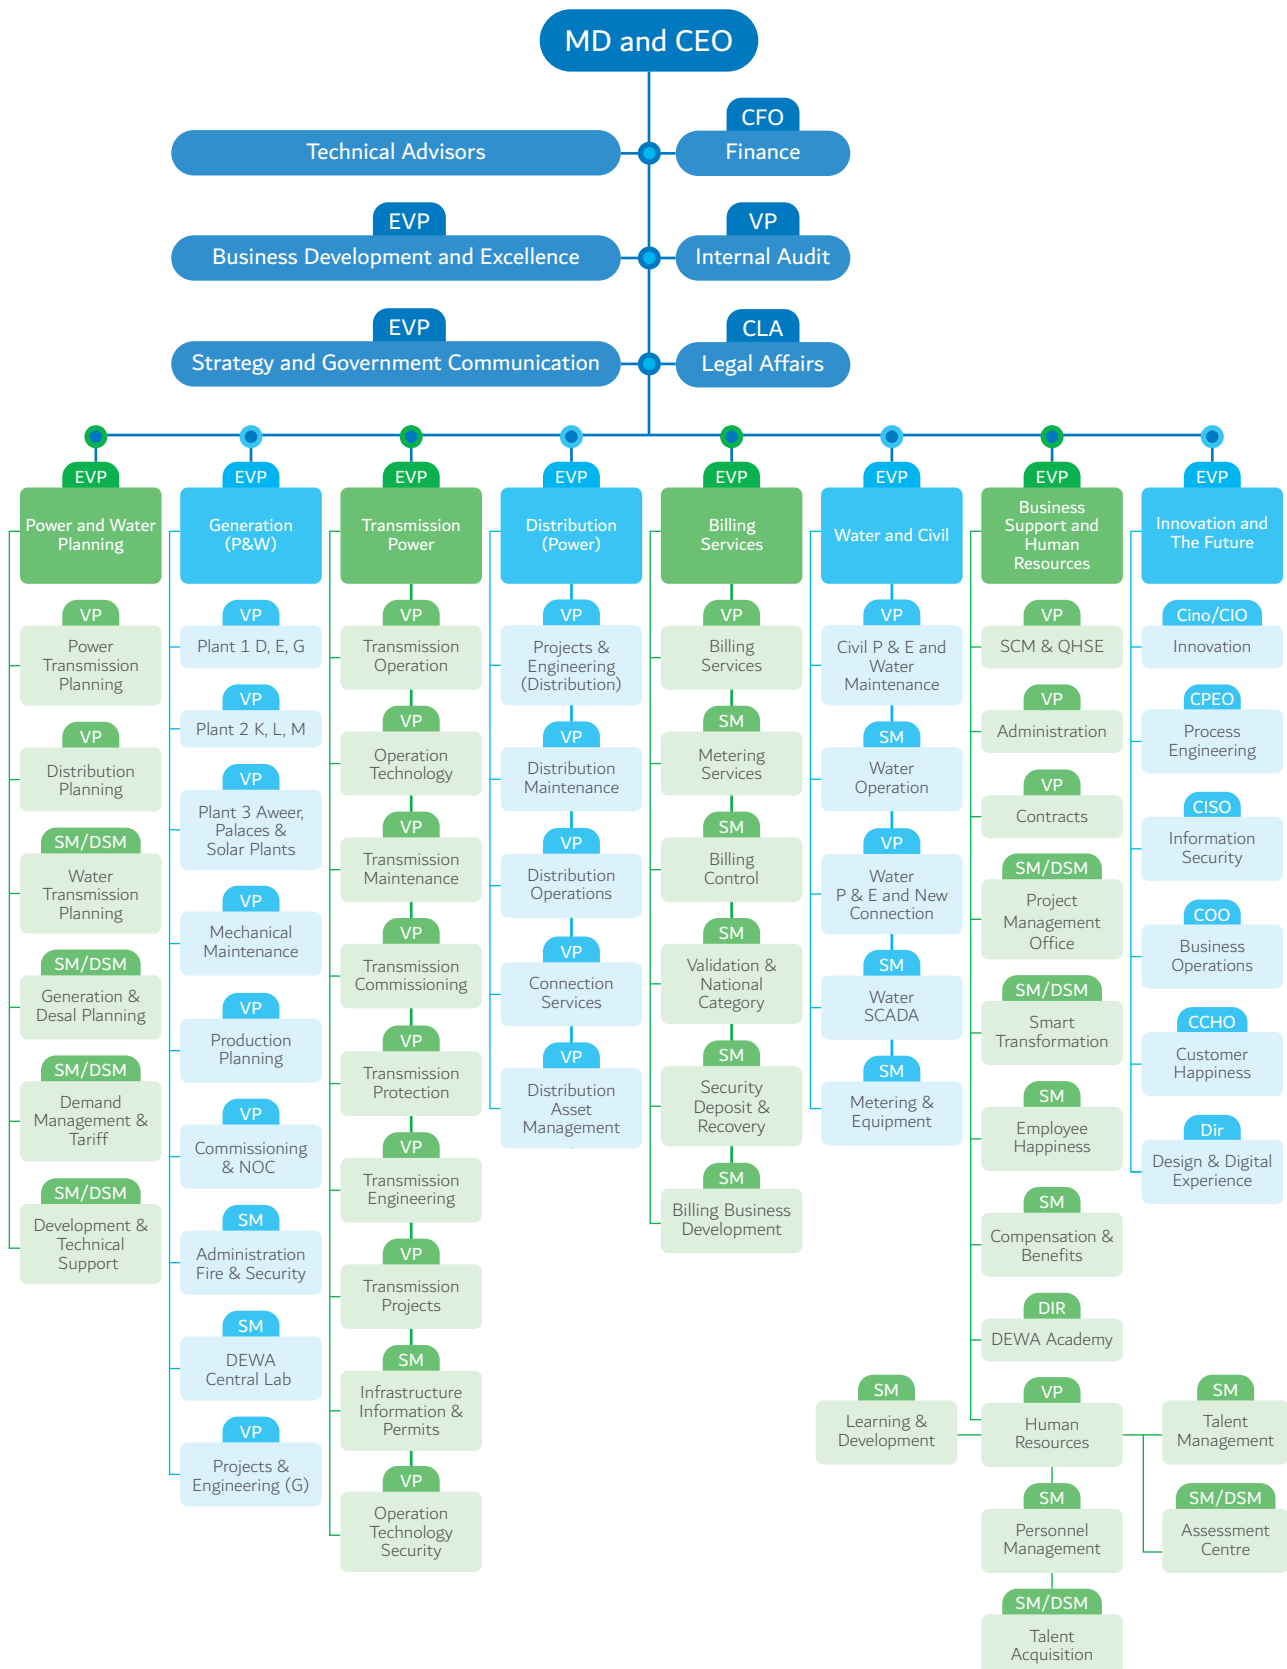 MD and CEO
Technical Advisors
CFO
Finance
EVP
Business Development and Excellence
VP
Internal Audit
EVP
Strategy and Government Communication
CLA
Legal Affairs
EVP
Power and Water
Planning
VP
Power
Transmission
Planning
VP
Distribution
Planning
SM/DSM
Water
Transmission
Planning
SM/DSM
Generation &
Desal Planning
SM/DSM
Demand
Management &
Tariff
SM/DSM
Development &
Technical
Support
EVP
Generation
(P&W)
VP
Plant 1 D, E, G
VP
Plant 2 K, L, M
VP
Plant 3 Aweer,
Palaces &
Solar Plants
VP
Mechanical
Maintenance
VP
Production
Planning
VP
Commissioning
& NOC
SM
Administration
Fire & Security
SM
DEWA
Central Lab
VP
Projects &
Engineering (G)
EVP
Transmission
Power
VP
Transmission
Operation
VP
Operation
Technology
VP
Transmission
Maintenance
VP
Transmission
Commissioning
VP
Transmission
Protection
VP
Transmission
Engineering
VP
Transmission
Projects
SM
Infrastructure
Information &
Permits
VP
Operation
Technology
Security
EVP
Distribution
(Power)
VP
Projects &
Engineering
(Distribution)
VP
Distribution
Maintenance
VP
Distribution
Operations
VP
Connection
Services
VP
Distribution
Asset
Management
EVP
Billing
Services
VP
Billing
Services
SM
Metering
Services
SM
Billing
Control
SM
Validation &
National
Category
SM
Security
Deposit &
Recovery
SM
Billing Business
Development
EVP
Water and Civil
VP
Civil P & E and
Water
Maintenance
SM
Water
Operation
VP
Water
P & E and New
Connection
SM
Water
SCADA
SM
Metering &
Equipment
EVP
Business
Support and
Human
Resources
VP
SCM & QHSE
VP
Administration
VP
Contracts
SM/DSM
Project
Management
Office
SM/DSM
Smart
Transformation
SM
Employee
Happiness
SM
Compensation &
Benefits
DIR
DEWA Academy
VP
Human
Resources
SM
Learning &
Development
SM
Talent
Management
SM/DSM
Assessment
Centre
SM
Personnel
Management
SM/DSM
Talent
Acquisition
EVP
Innovation and
The Future
Cino/CIO
Innovation
CPEO
Process
Engineering
CISO
Information
Security
COO
Business
Operations
CCHO
Customer
Happiness
Dir
Design & Digital
Experience